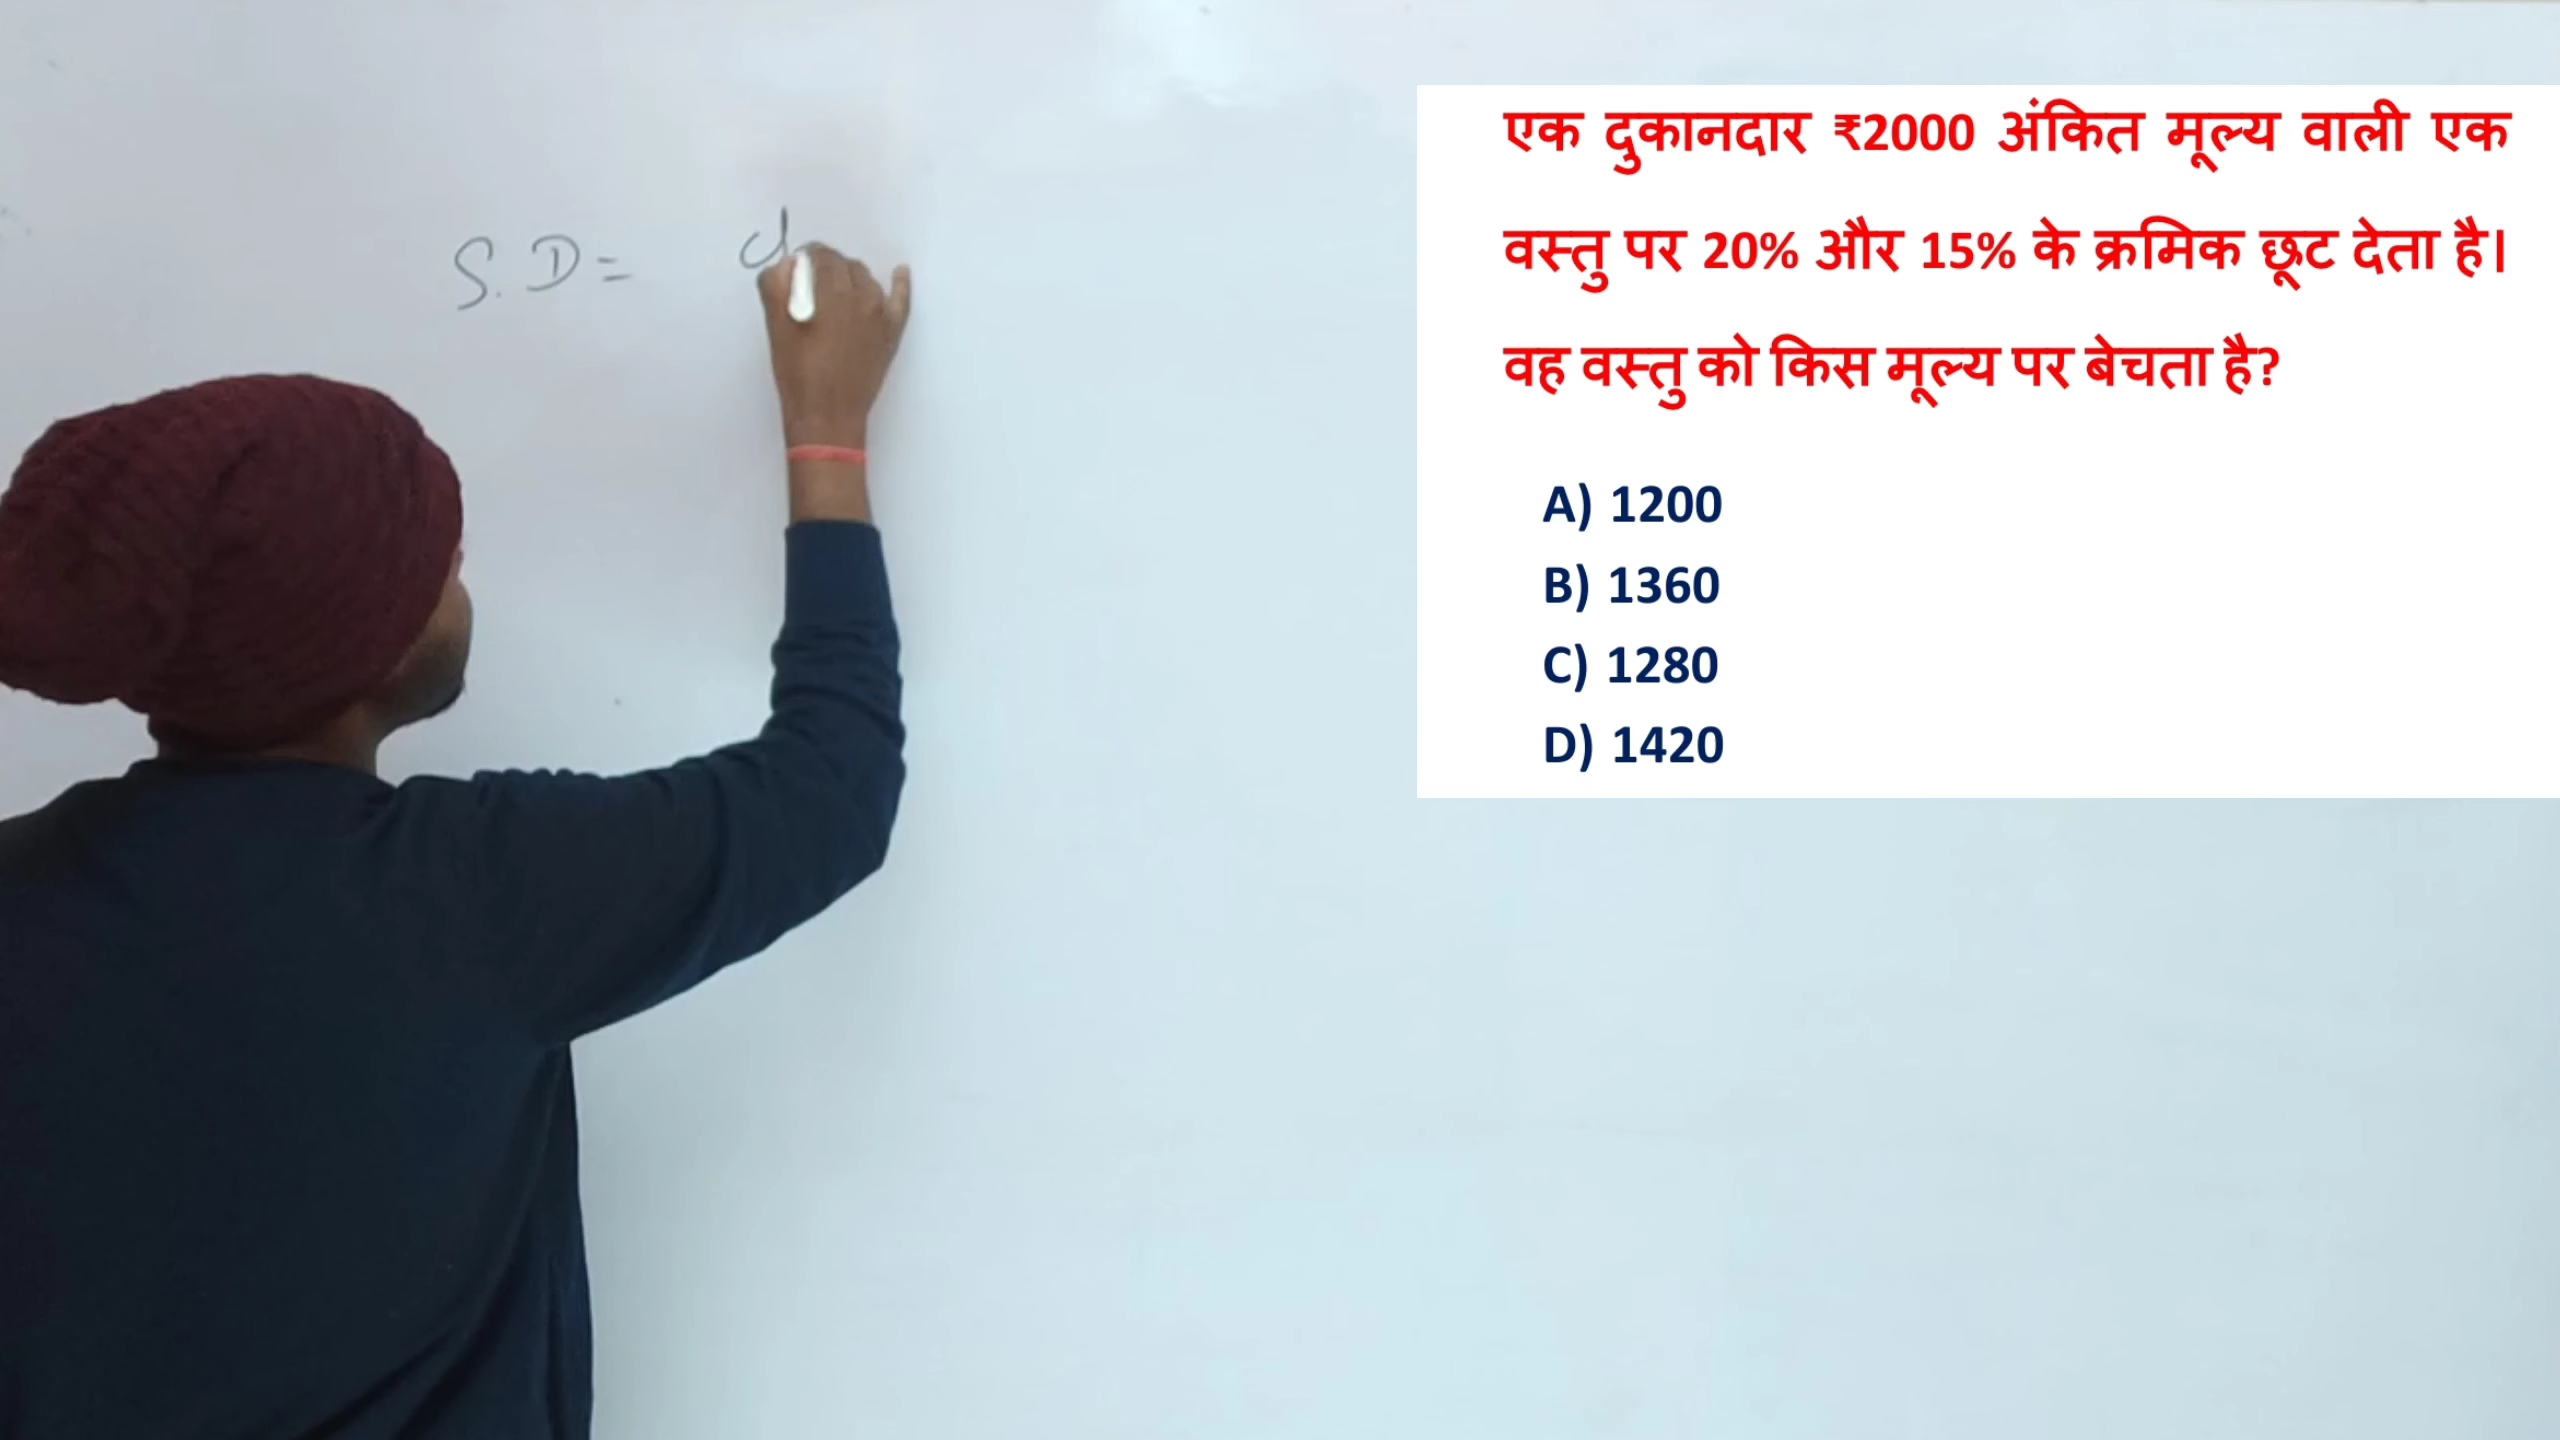 S.D = d
एक दुकानदार ₹2000 अंकित मूल्य वाली एक
वस्तु पर 20% और 15% के क्रमिक छूट देता है।
वह वस्तु को किस मूल्य पर बेचता है?
A) 1200
B) 1360
C) 1280
D) 1420